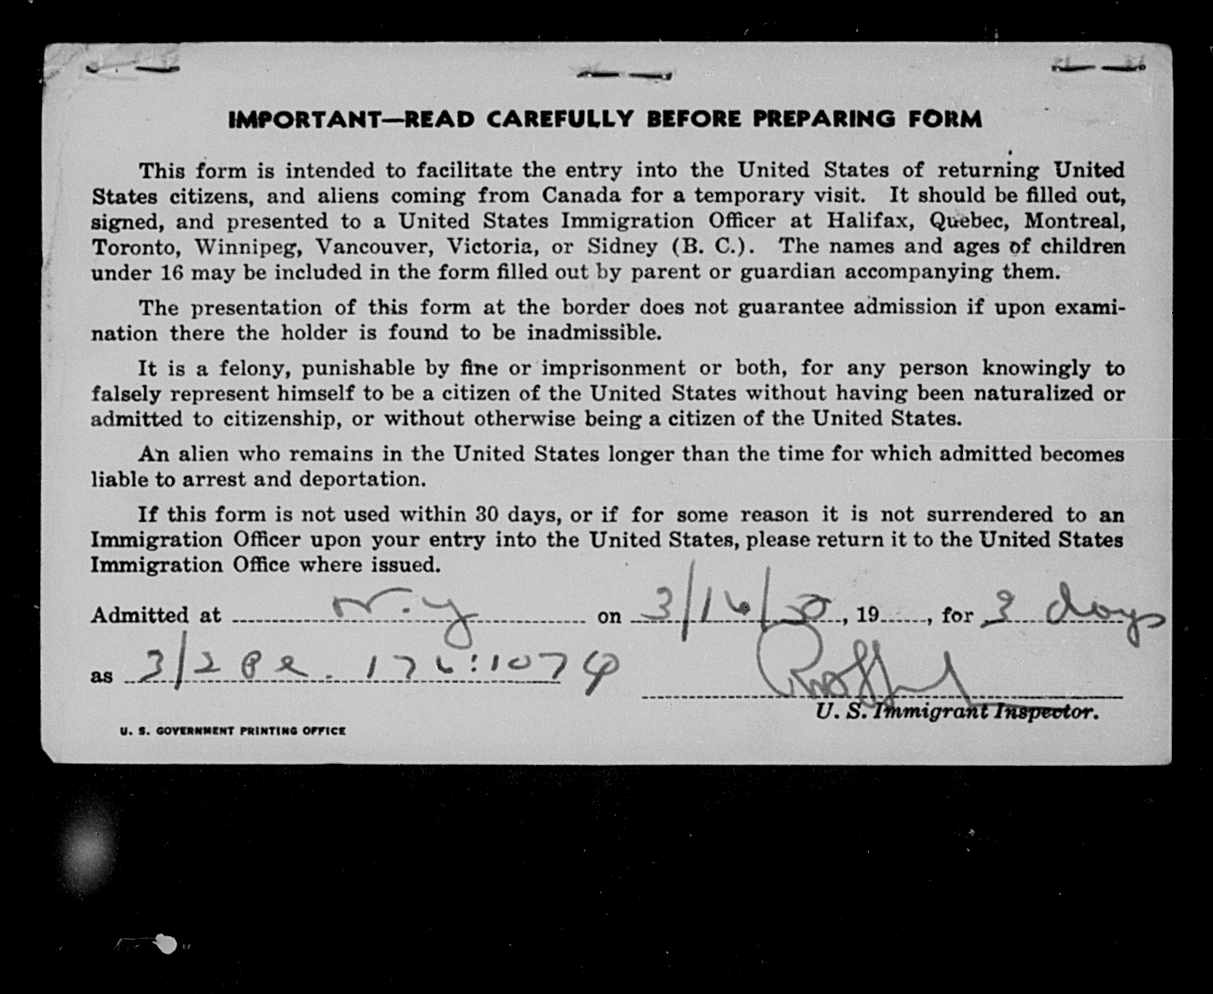 IMPORTANT—READ CAREFULLY BEFORE PREPARING FORM
This form is intended to facilitate the entry into the United States of returning United
States citizens, and aliens coming from Canada for a temporary visit. It should be filled out,
signed, and presented to a United States Immigration Officer at Halifax, Quebec, Montreal,
Toronto, Winnipeg, Vancouver, Victoria, or Sidney (B. C.). The names and ages of children
under 16 may be included in the form filled out by parent or guardian accompanying them.
The presentation of this form at the border does not guarantee admission if upon exami-
nation there the holder is found to be inadmissible.
It is a felony, punishable by fine or imprisonment or both, for any person knowingly to
falsely represent himself to be a citizen of the United States without having been naturalized or
admitted to citizenship, or without otherwise being a citizen of the United States.
An alien who remains in the United States longer than the time for which admitted becomes
liable to arrest and deportation.
If this form is not used within 30 days, or if for some reason it is not surrendered to an
Immigration Officer upon your entry into the United States, please return it to the United States
Immigration Office where issued.
Admitted at N.Y on 3/16/50, 19......, for 3 days
as 3/2
U. S. Immigrant Inspector.
U. S. GOVERNMENT PRINTING OFFICE